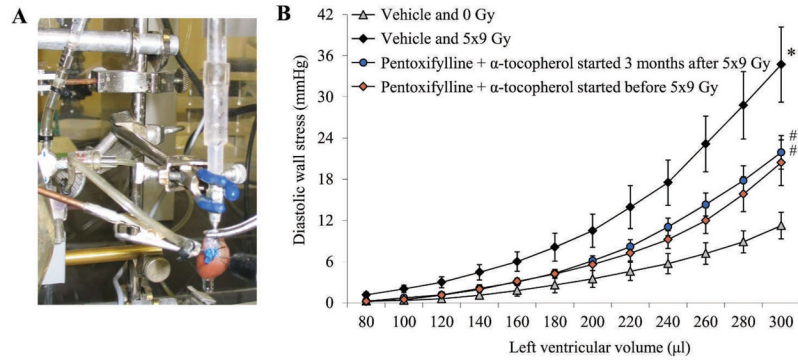 A
B
Vehicle and 0 Gy
Vehicle and 5x9 Gy
Pentoxifylline + α-tocopherol started 3 months after 5x9 Gy
Pentoxifylline + α-tocopherol started before 5x9 Gy
Diastolic wall stress (mmHg)
42
36
30
24
18
12
6
0
*
#
#
80 100 120 140 160 180 200 220 240 260 280 300
Left ventricular volume (µl)